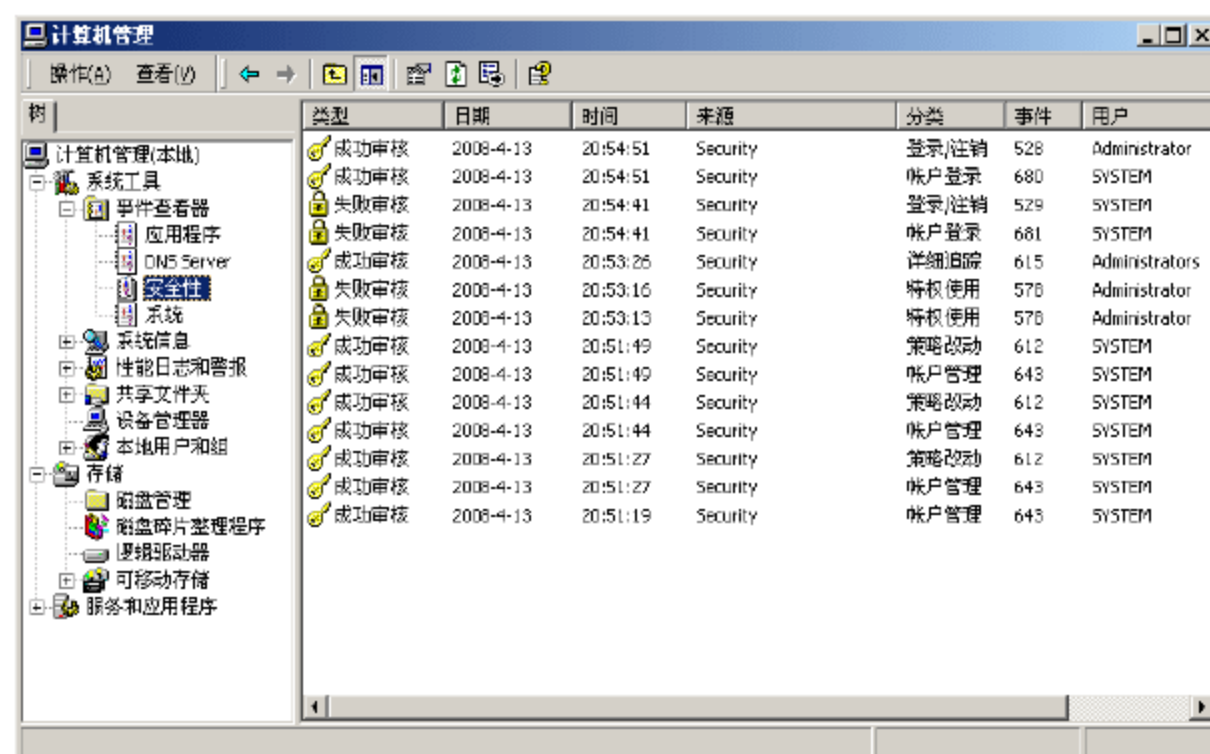 计算机管理
操作(A) 查看(V)
树
计算机管理(本地)
系统工具
事件查看器
应用程序
DNS Server
安全性
系统
系统信息
性能日志和警报
共享文件夹
设备管理器
本地用户和组
存储
磁盘管理
磁盘碎片整理程序
逻辑驱动器
可移动存储
服务和应用程序
类型 日期 时间 来源 分类 事件 用户
成功审核 2008-4-13 20:54:51 Security 登录/注销 528 Administrator
成功审核 2008-4-13 20:54:51 Security 帐户登录 680 SYSTEM
失败审核 2008-4-13 20:54:41 Security 登录/注销 529 SYSTEM
失败审核 2008-4-13 20:54:41 Security 帐户登录 681 SYSTEM
成功审核 2008-4-13 20:53:26 Security 详细追踪 615 Administrators
失败审核 2008-4-13 20:53:16 Security 特权使用 578 Administrator
失败审核 2008-4-13 20:53:13 Security 特权使用 578 Administrator
成功审核 2008-4-13 20:51:49 Security 策略改动 612 SYSTEM
成功审核 2008-4-13 20:51:49 Security 帐户管理 643 SYSTEM
成功审核 2008-4-13 20:51:44 Security 策略改动 612 SYSTEM
成功审核 2008-4-13 20:51:44 Security 帐户管理 643 SYSTEM
成功审核 2008-4-13 20:51:27 Security 策略改动 612 SYSTEM
成功审核 2008-4-13 20:51:27 Security 帐户管理 643 SYSTEM
成功审核 2008-4-13 20:51:19 Security 帐户管理 643 SYSTEM